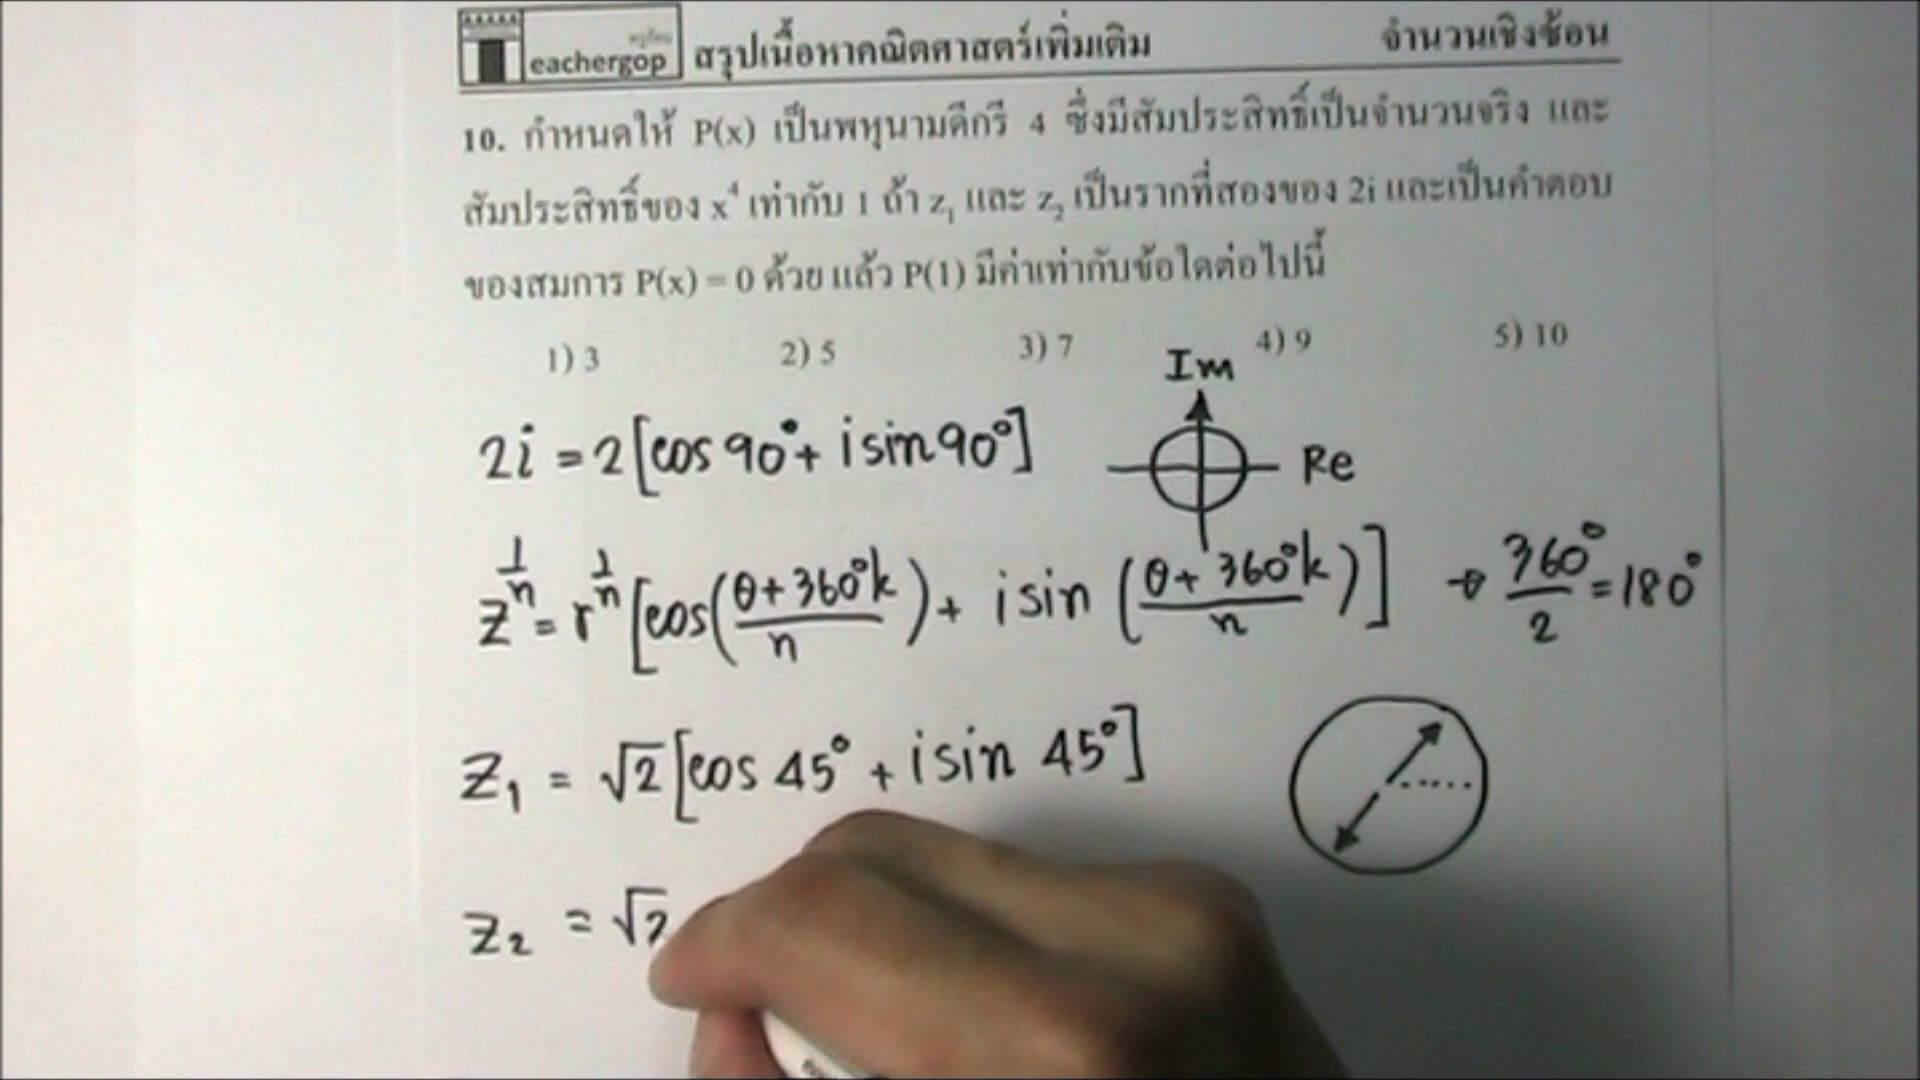 eachergop สรุปเนื้อหาคณิตศาสตร์เพิ่มเติม จำนวนเชิงซ้อน
10. กำหนดให้ P(x) เป็นพหุนามดีกรี 4 ซึ่งมีสัมประสิทธิ์เป็นจำนวนจริง และ
สัมประสิทธิ์ของ x⁴ เท่ากับ 1 ถ้า z₁ และ z₂ เป็นรากที่สองของ 2i และเป็นคำตอบ
ของสมการ P(x) = 0 ด้วย แล้ว P(1) มีค่าเท่ากับข้อใดต่อไปนี้
1) 3 2) 5 3) 7 4) 9 5) 10
Im
2i = 2[cos 90° + i sin 90°] Re
z^(1/n) = r^(1/n) [cos((θ + 360°k)/n) + i sin ((θ + 360°k)/n)] → 360°/2 = 180°
z₁ = √2 [cos 45° + i sin 45°]
z₂ = √2